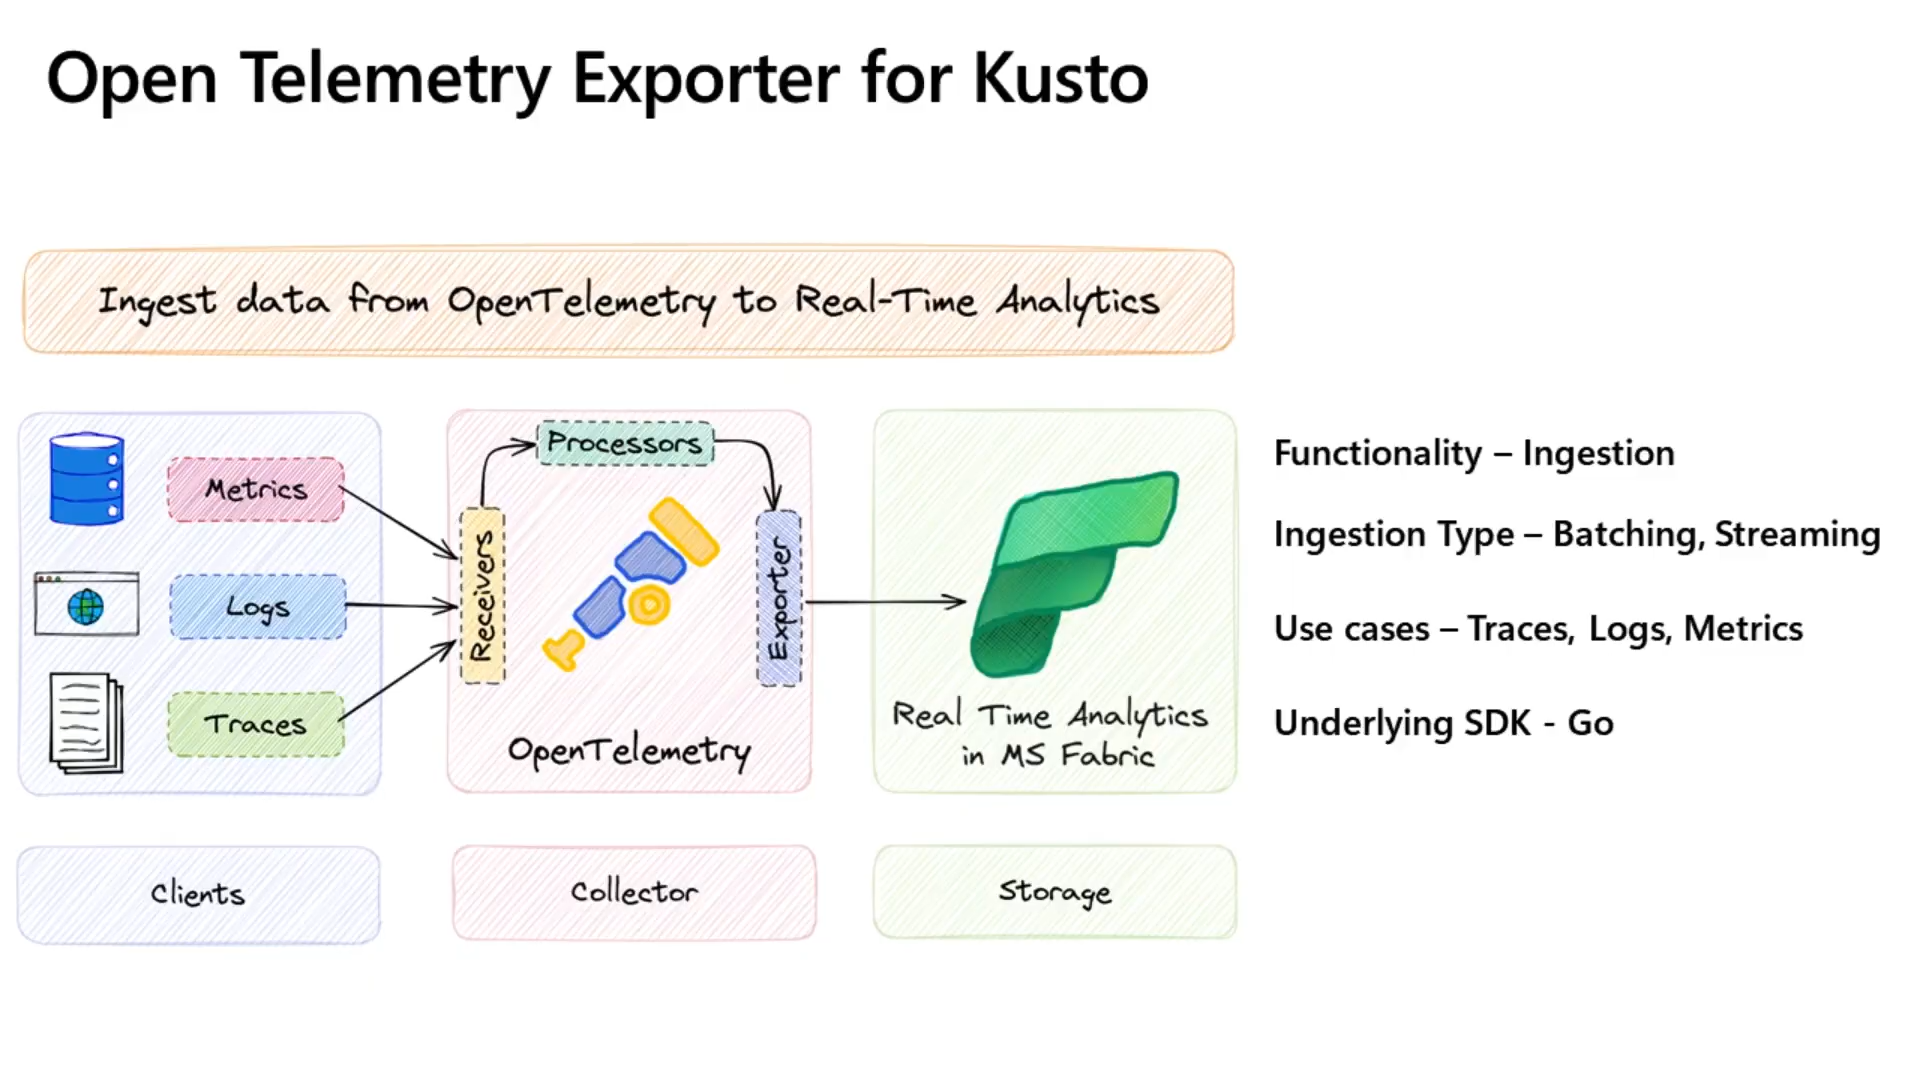 Open Telemetry Exporter for Kusto
Ingest data from OpenTelemetry to Real-Time Analytics
Metrics
Logs
Traces
Receivers
Processors
Exporter
OpenTelemetry
Real Time Analytics
in MS Fabric
Functionality – Ingestion
Ingestion Type – Batching, Streaming
Use cases – Traces, Logs, Metrics
Underlying SDK - Go
Clients
Collector
Storage